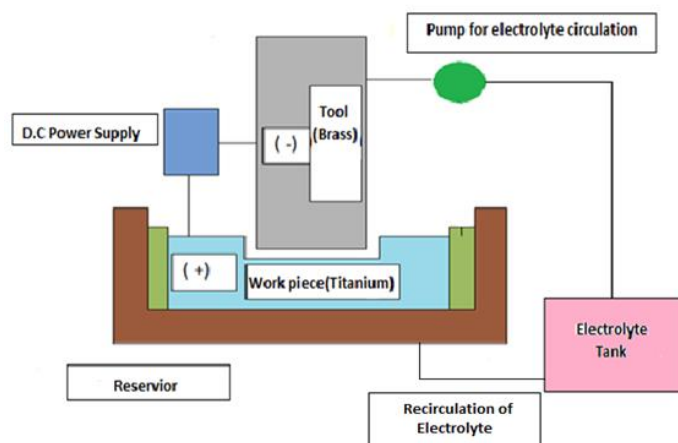 Pump for electrolyte circulation
D.C Power Supply
Tool
(Brass)
( - )
( + )
Work piece(Titanium)
Electrolyte
Tank
Reservior
Recirculation of
Electrolyte